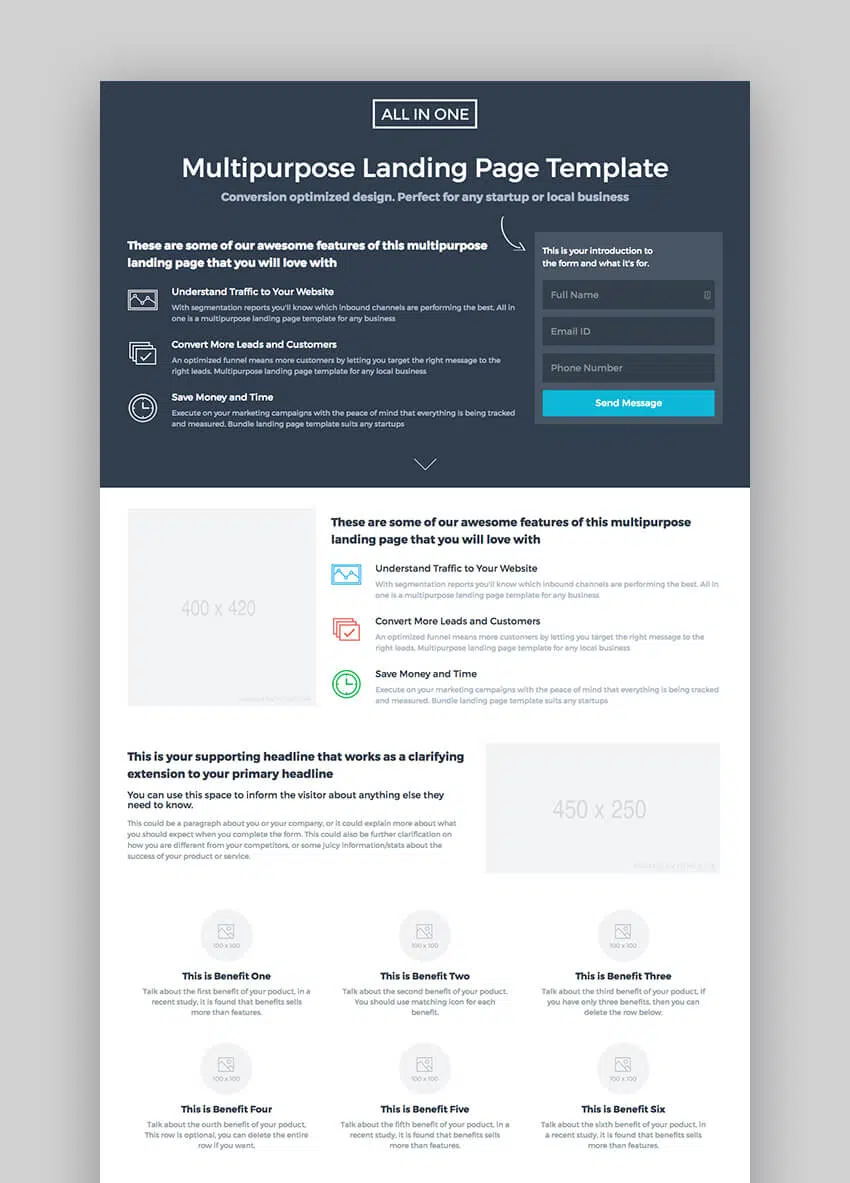 ALL IN ONE
Multipurpose Landing Page Template
Conversion optimized design. Perfect for any startup or local business
These are some of our awesome features of this multipurpose
landing page that you will love with
Understand Traffic to Your Website
With segmentation reports you'll know which inbound channels are performing the best. All in
one is a multipurpose landing page template for any business
Convert More Leads and Customers
An optimized funnel means more customers by letting you target the right message to the
right leads. Multipurpose landing page template for any local business
Save Money and Time
Execute on your marketing campaigns with the peace of mind that everything is being tracked
and measured. Bundle landing page template suits any startups
This is your introduction to
the form and what it's for.
Full Name
Email ID
Phone Number
Send Message
400 x 420
These are some of our awesome features of this multipurpose
landing page that you will love with
Understand Traffic to Your Website
With segmentation reports you'll know which inbound channels are performing the best. All in
one is a multipurpose landing page template for any business
Convert More Leads and Customers
An optimized funnel means more customers by letting you target the right message to the
right leads. Multipurpose landing page template for any local business
Save Money and Time
Execute on your marketing campaigns with the peace of mind that everything is being tracked
and measured. Bundle landing page template suits any startups
This is your supporting headline that works as a clarifying
extension to your primary headline
You can use this space to inform the visitor about anything else they
need to know.
This could be a paragraph about you or your company, or it could explain more about what
you should expect when you complete the form. This could also be further clarification on
how you are different from your competitors, or some juicy information/stats about the
success of your product or service.
450 x 250
100 x 100
This is Benefit One
Talk about the first benefit of your poduct, in a
recent study, it is found that benefits sells
more than features.
100 x 100
This is Benefit Two
Talk about the second benefit of your poduct.
You should use matching icon for each
benefit.
100 x 100
This is Benefit Three
Talk about the third benefit of your poduct, If
you have only three benefits, then you can
delete the row below.
100 x 100
This is Benefit Four
Talk about the ourth benefit of your poduct,
This row is optional, you can delete the entire
row if you want.
100 x 100
This is Benefit Five
Talk about the fifth benefit of your poduct, in a
recent study, it is found that benefits sells
more than features.
100 x 100
This is Benefit Six
Talk about the sixth benefit of your poduct, in
a recent study, it is found that benefits sells
more than features.